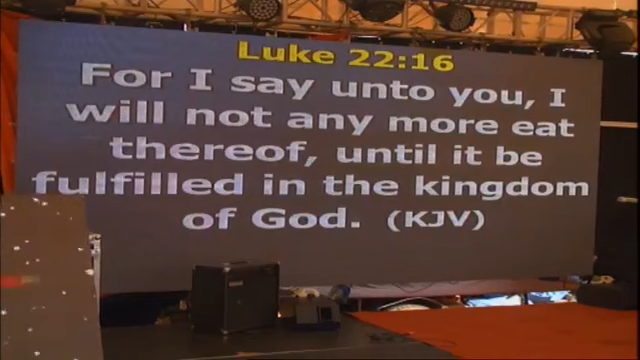 Luke 22:16
For I say unto you, I
will not any more eat
thereof, until it be
fulfilled in the kingdom
of God. (KJV)